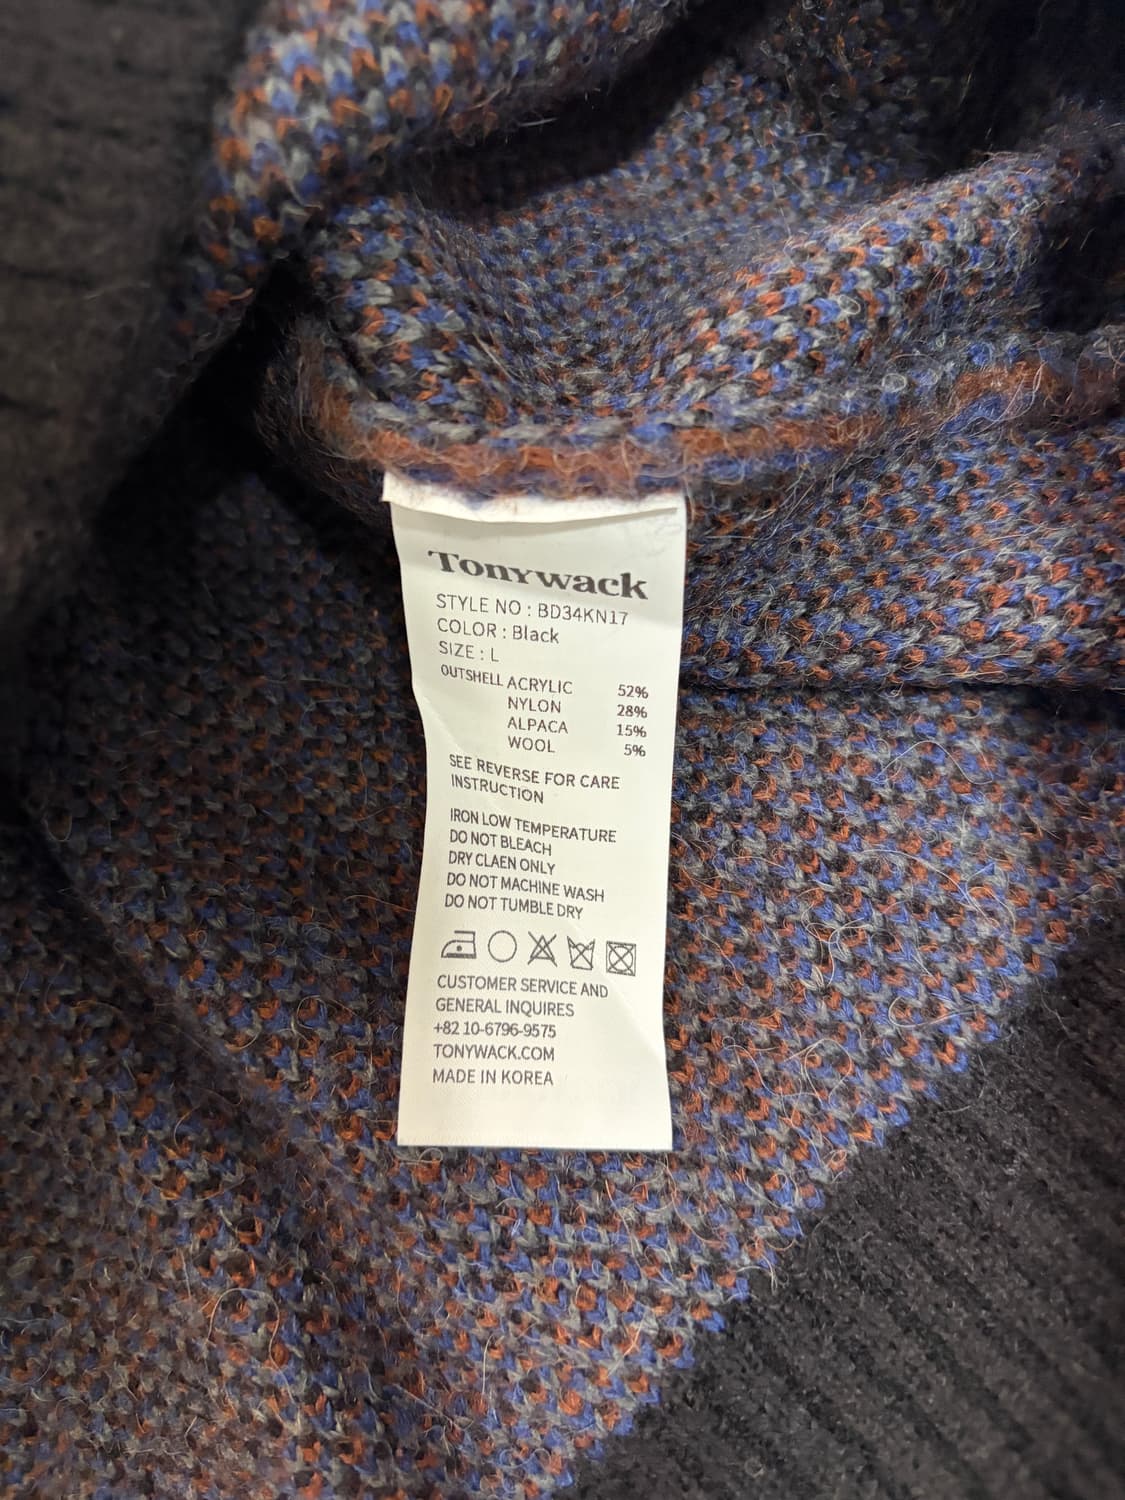 Tonywack
STYLE NO : BD34KN17
COLOR : Black
SIZE : L
OUTSHELL ACRYLIC 52%
NYLON 28%
ALPACA 15%
WOOL 5%
SEE REVERSE FOR CARE
INSTRUCTION
IRON LOW TEMPERATURE
DO NOT BLEACH
DRY CLAEN ONLY
DO NOT MACHINE WASH
DO NOT TUMBLE DRY
CUSTOMER SERVICE AND
GENERAL INQUIRES
+82 10-6796-9575
TONYWACK.COM
MADE IN KOREA